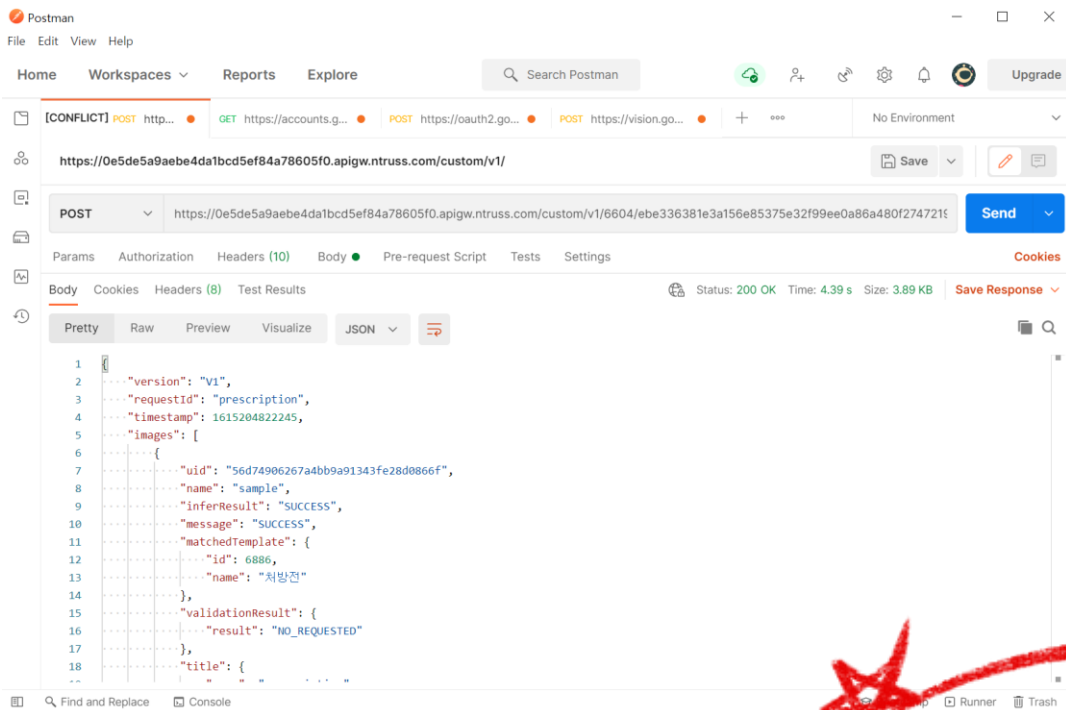 Postman
File Edit View Help
Home Workspaces Reports Explore Search Postman Upgrade
[CONFLICT] POST http... GET https://accounts.g... POST https://oauth2.go... POST https://vision.go... No Environment
https://0e5de5a9aebe4da1bcd5ef84a78605f0.apigw.ntruss.com/custom/v1/ Save
POST https://0e5de5a9aebe4da1bcd5ef84a78605f0.apigw.ntruss.com/custom/v1/6604/ebe336381e3a156e85375e32f99ee0a86a480f2747219 Send
Params Authorization Headers (10) Body Pre-request Script Tests Settings Cookies
Body Cookies Headers (8) Test Results Status: 200 OK Time: 4.39 s Size: 3.89 KB Save Response
Pretty Raw Preview Visualize JSON
1 {
2 "version": "V1",
3 "requestId": "prescription",
4 "timestamp": 1615204822245,
5 "images": [
6 {
7 "uid": "56d74906267a4bb9a91343fe28d0866f",
8 "name": "sample",
9 "inferResult": "SUCCESS",
10 "message": "SUCCESS",
11 "matchedTemplate": {
12 "id": 6886,
13 "name": "처방전"
14 },
15 "validationResult": {
16 "result": "NO_REQUESTED"
17 },
18 "title": {
Find and Replace Console Runner Trash